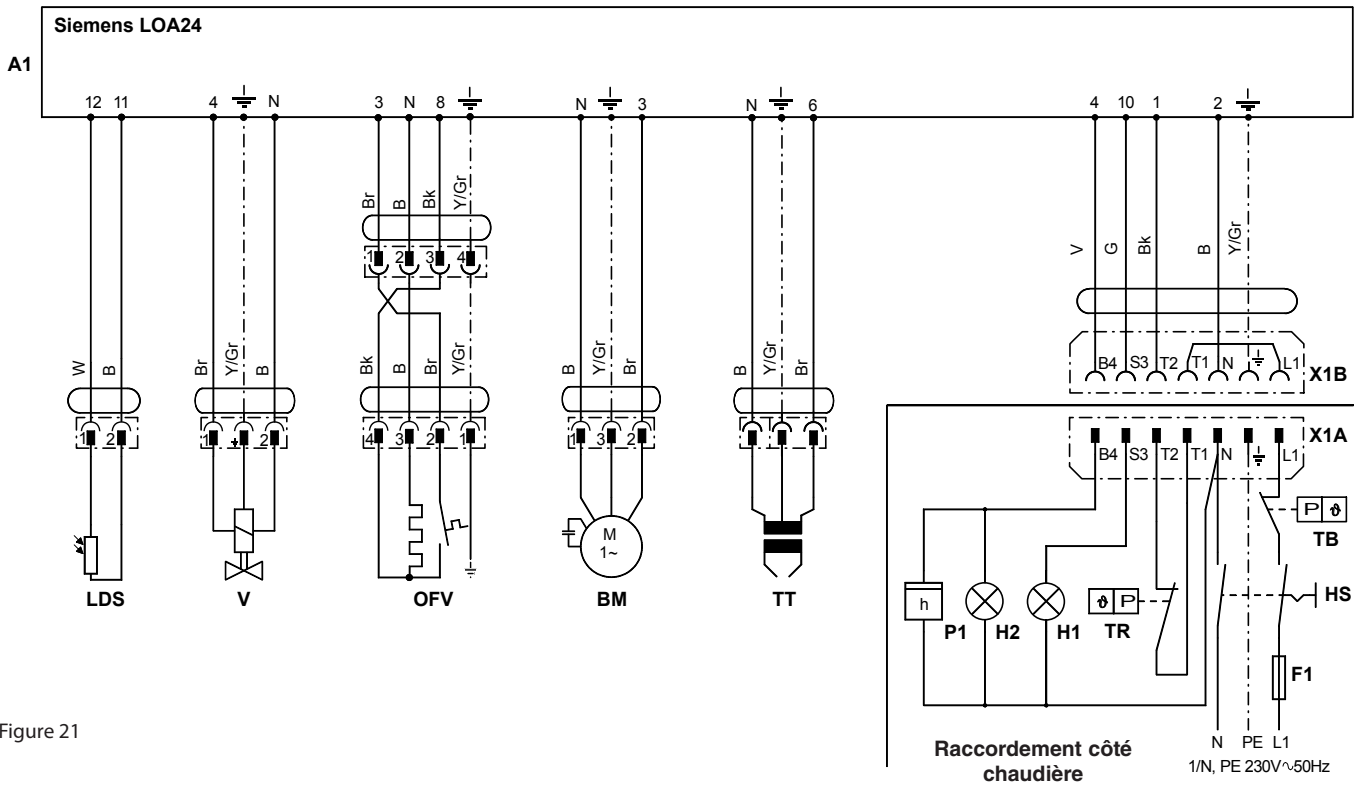 Siemens LOA24
A1
12 11 4 N 3 N 8 N 3 N 6 4 10 1 2
Br B Bk Y/Gr
V G Bk B Y/Gr
1 2 3 4
W B Br Y/Gr B Bk B Br Y/Gr B Y/Gr Br B Y/Gr Br
B4 S3 T2 T1 N L1 X1B
1 2 1 2 4 3 2 1 1 3 2
X1A
B4 S3 T2 T1 N L1
P ϑ
TB
M
1~
LDS V OFV BM TT
h
P1 H2 H1
ϑ P
TR
HS
F1
Figure 21
N PE L1
Raccordement côté
chaudière
1/N, PE 230V~50Hz